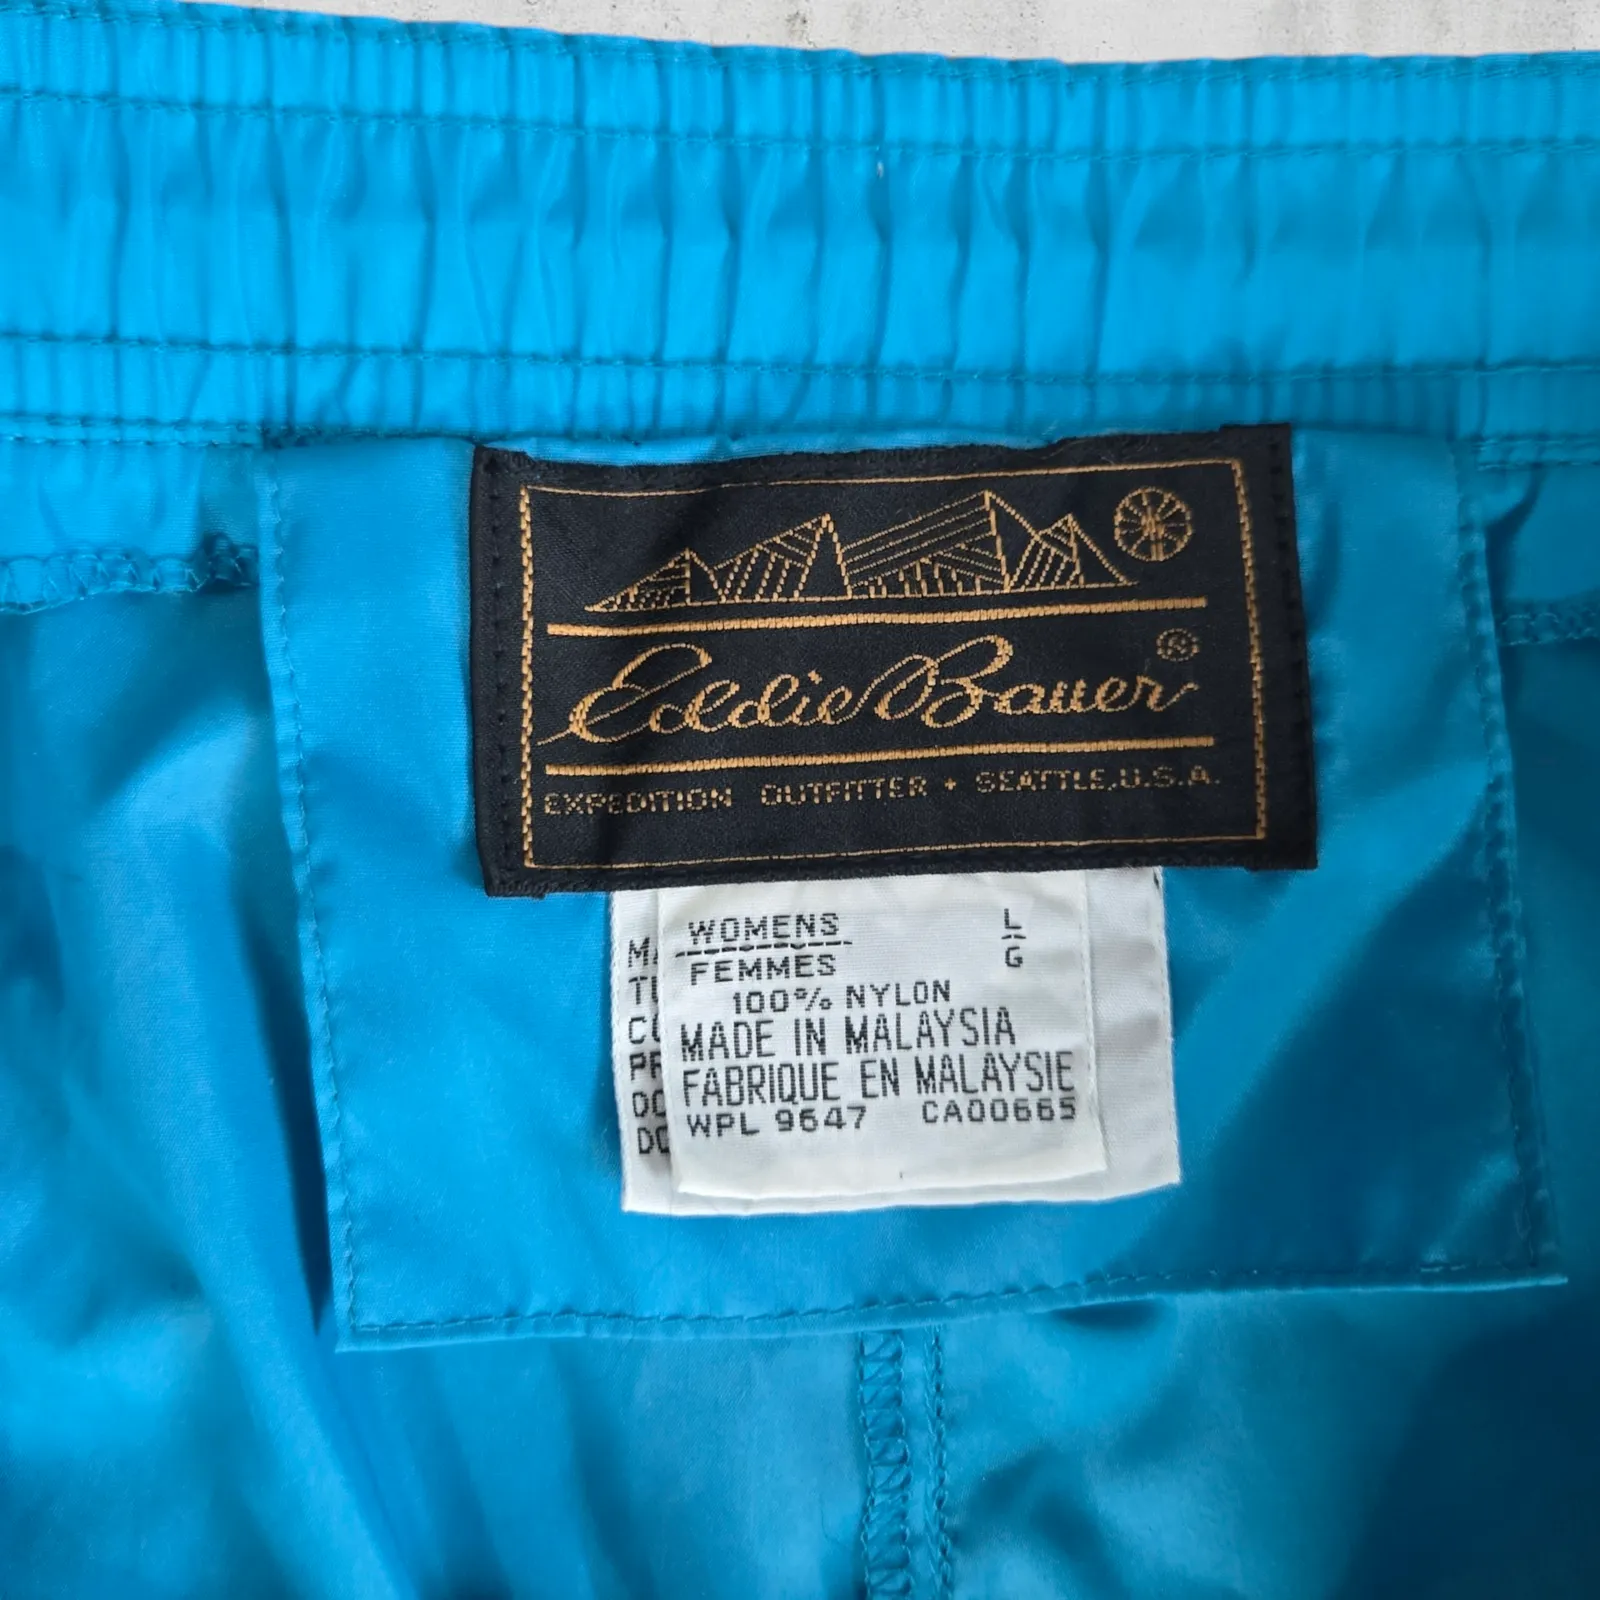 Eddie Bauer®
EXPEDITION OUTFITTER • SEATTLE, U.S.A.
WOMENS L
FEMMES G
100% NYLON
MADE IN MALAYSIA
FABRIQUE EN MALAYSIE
WPL 9647 CA00665